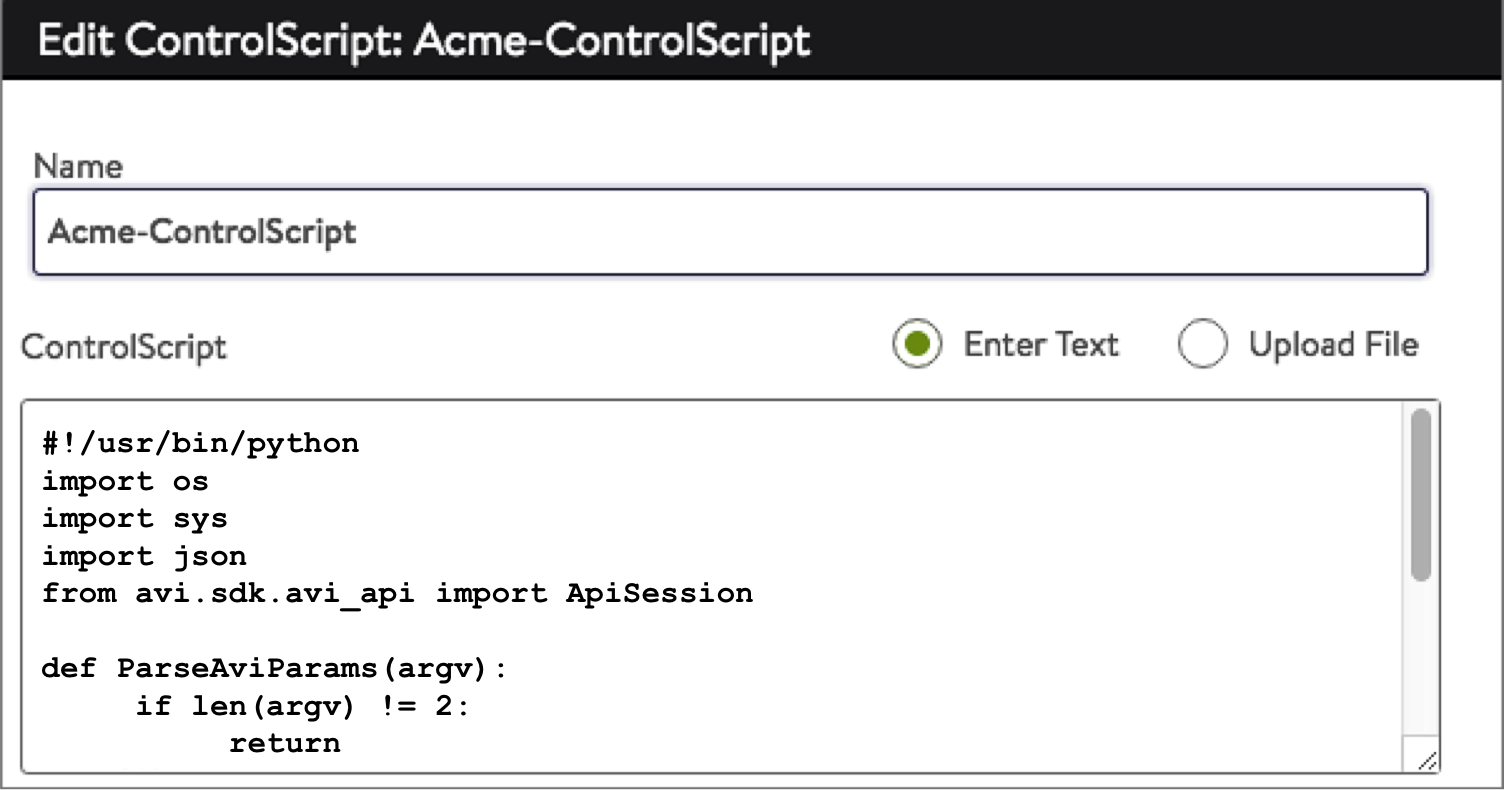 Edit ControlScript: Acme-ControlScript
Name
Acme-ControlScript
ControlScript
Enter Text
Upload File
#!/usr/bin/python
import os
import sys
import json
from avi.sdk.avi_api import ApiSession
def ParseAviParams(argv):
if len(argv) != 2:
return